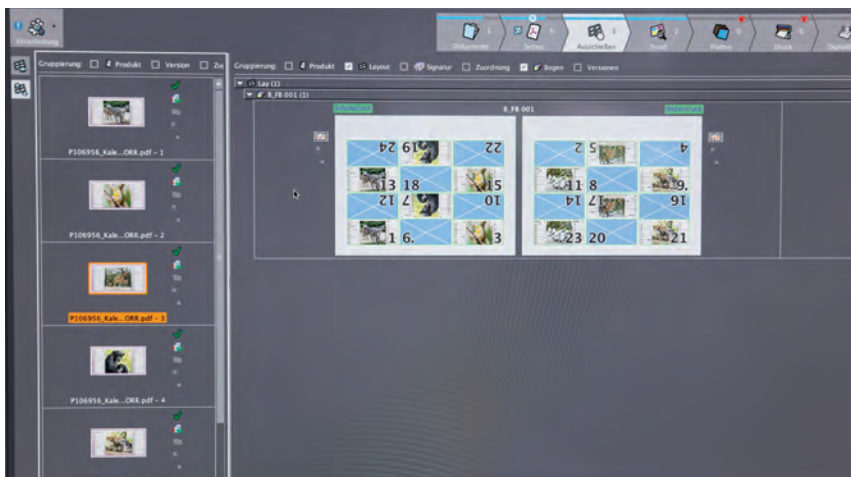 Verarbeitung
Dokumente
Seiten
Ausschießen
Proof
Platten
Druck
Gruppierung: Produkt Version
Gruppierung: Produkt Layout Signatur Zuordnung Bogen Versionen
Lay (1)
B_FB 001 (1)
Schöndruck B_FB 001 Widerdruck
24 19 22 2 5 4
13 18 15 11 8 9.
12 7 10 14 17 16
1 6. 3 23 20 21
P106956_Kale...ORR.pdf - 1
P106956_Kale...ORR.pdf - 2
P106956_Kale...ORR.pdf - 3
P106956_Kale...ORR.pdf - 4